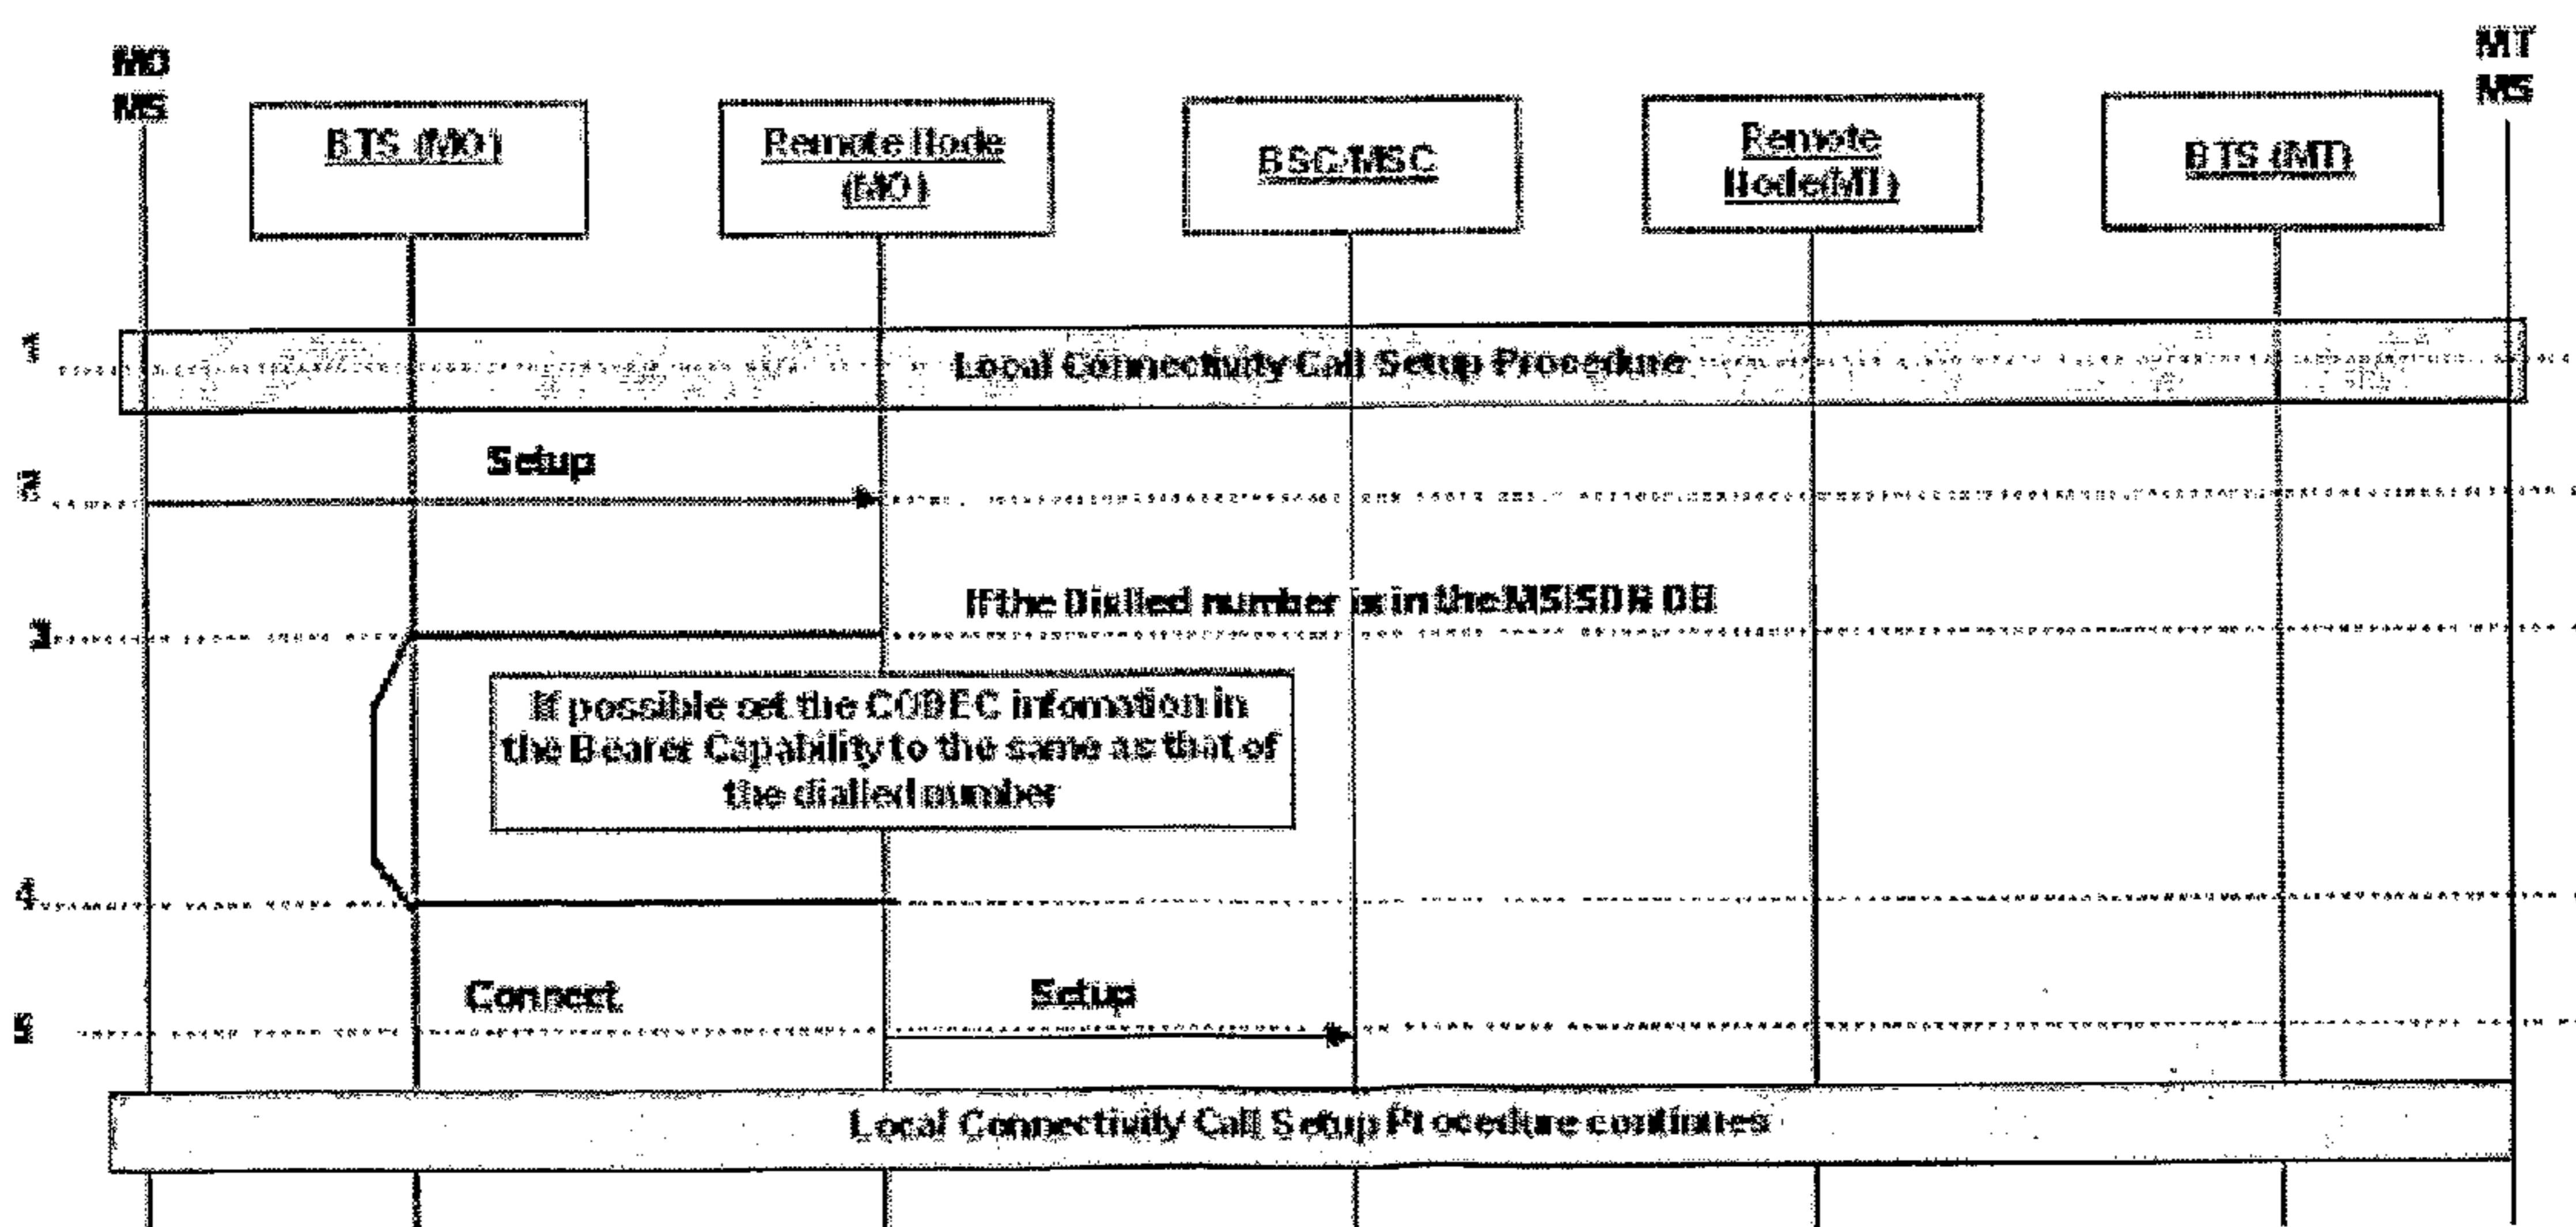 MO
MS
MT
MS
BTS (MO)
Remote Node
(MO)
BSC/MSC
Remote
Node(MT)
BTS (MT)
1
Local Connectivity Call Setup Procedure
2
Setup
If the Dialled number is in the MSISDN DB
3
If possible set the CODEC infomation in
the Bearer Capability to the same as that of
the dialled number
4
Connect
Setup
5
Local Connectivity Call Setup Procedure continues